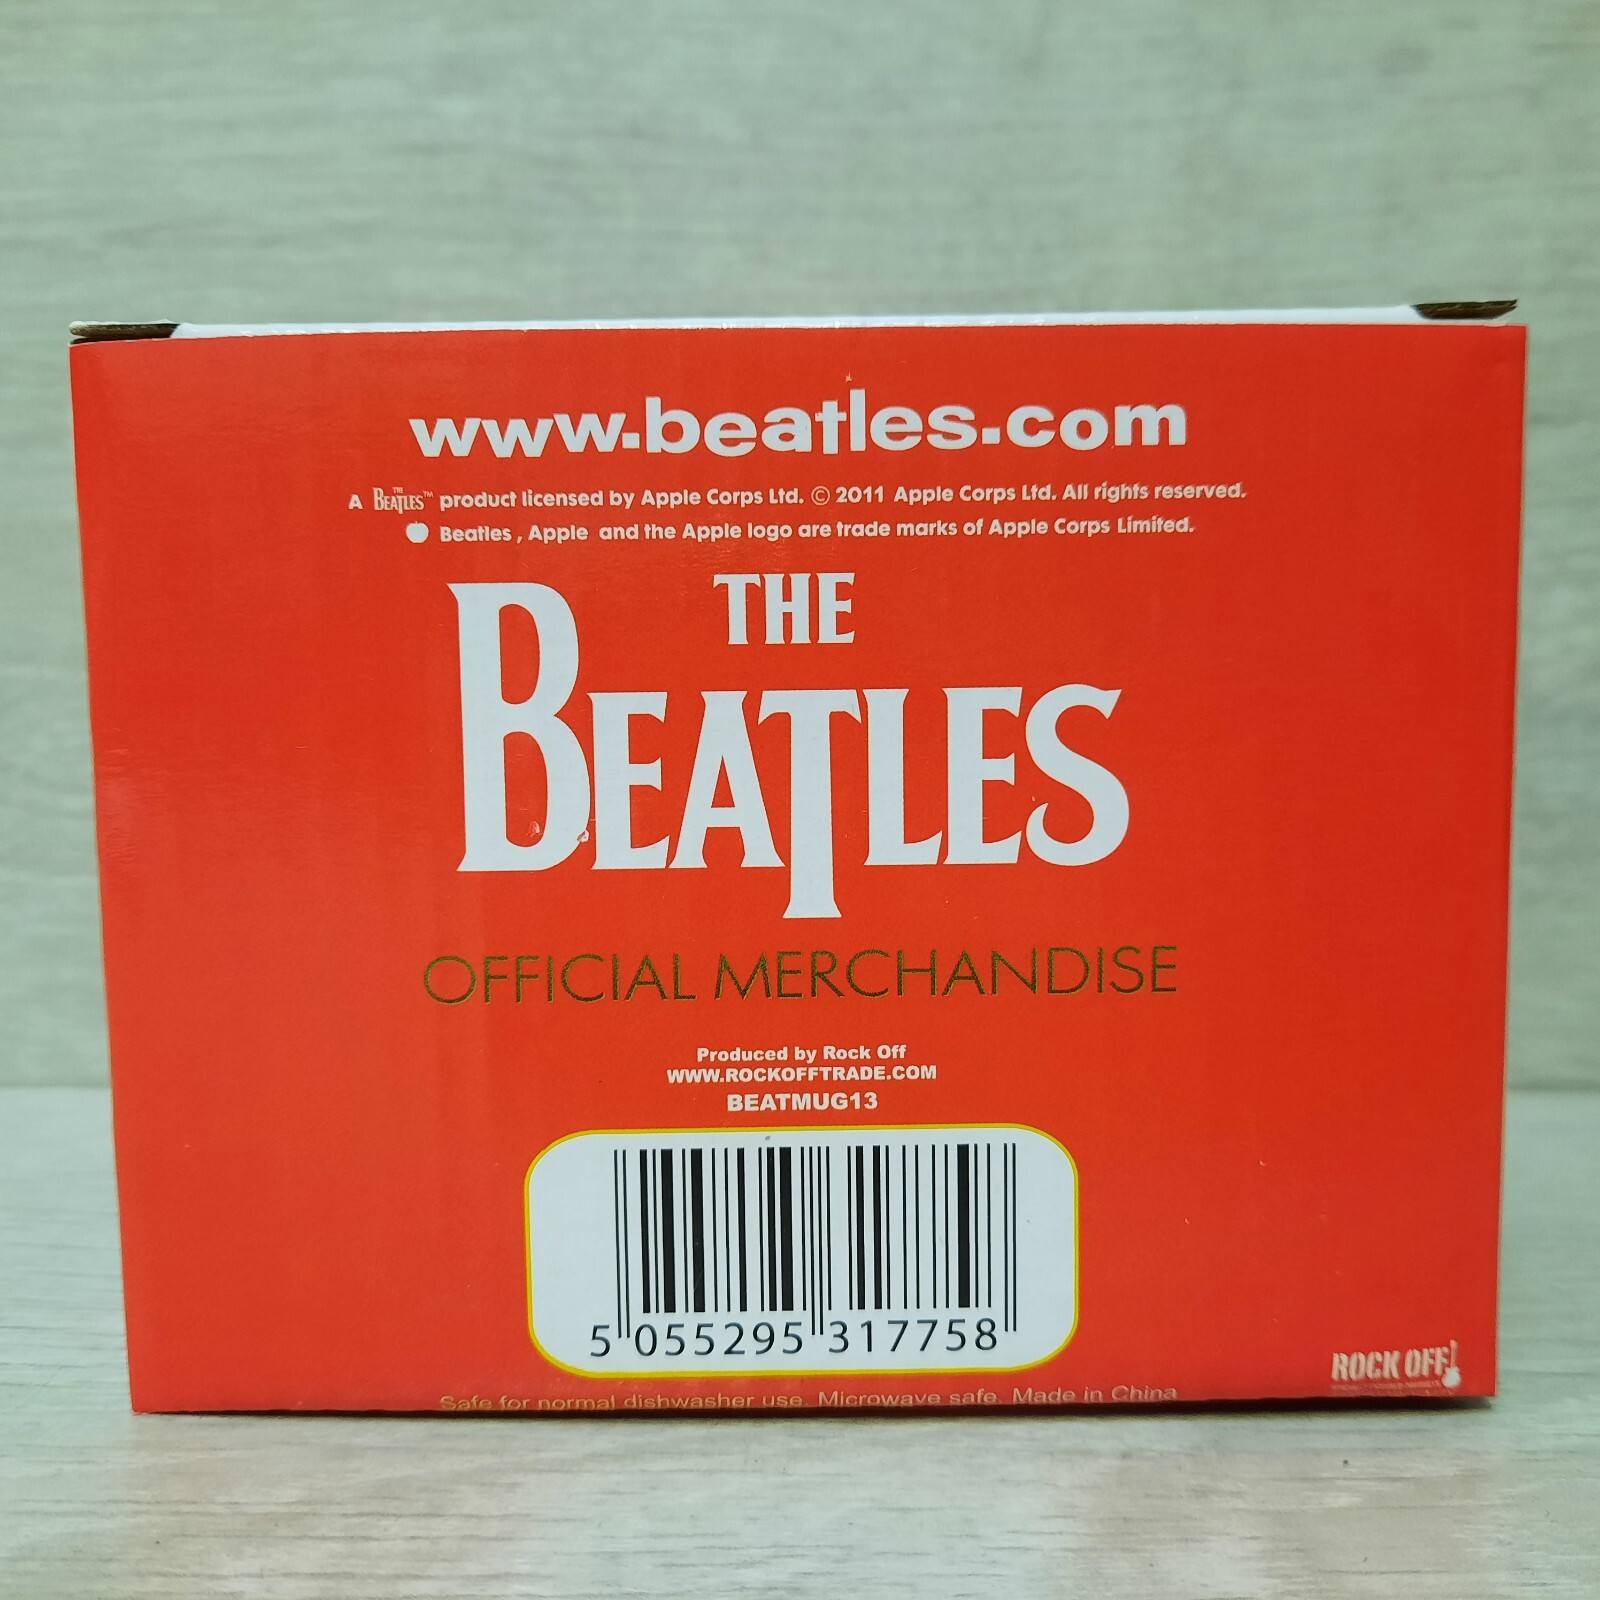 www.beatles.com
A THE BEATLES™ product licensed by Apple Corps Ltd. © 2011 Apple Corps Ltd. All rights reserved.
Beatles , Apple and the Apple logo are trade marks of Apple Corps Limited.
THE
BEATLES
OFFICIAL MERCHANDISE
Produced by Rock Off
WWW.ROCKOFFTRADE.COM
BEATMUG13
5 055295 317758
ROCK OFF!
Safe for normal dishwasher use. Microwave safe. Made in China